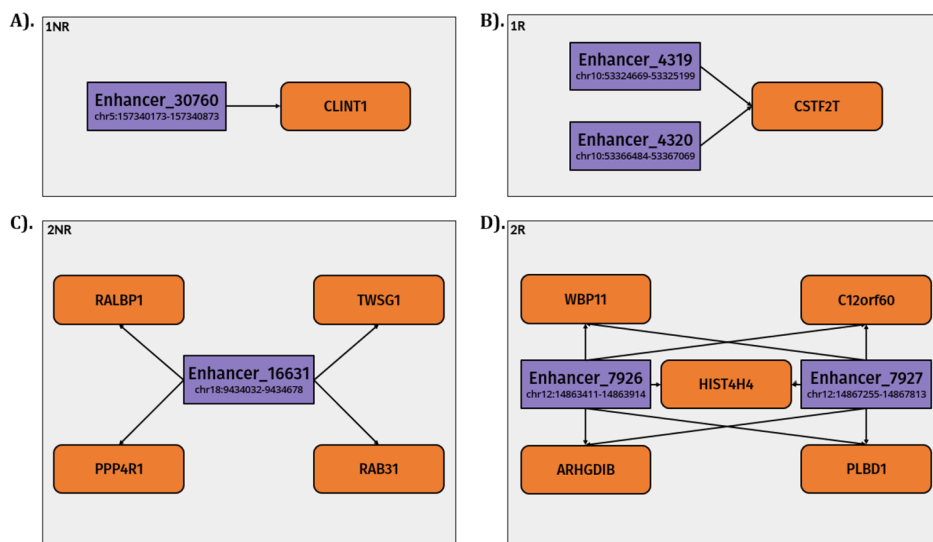 A).
1NR
Enhancer_30760
chr5:157340173-157340873
CLINT1
B).
1R
Enhancer_4319
chr10:53324669-53325199
Enhancer_4320
chr10:53366484-53367069
CSTF2T
C).
2NR
RALBP1
TWSG1
Enhancer_16631
chr18:9434032-9434678
PPP4R1
RAB31
D).
2R
WBP11
C12orf60
Enhancer_7926
chr12:14863411-14863914
HIST4H4
Enhancer_7927
chr12:14867255-14867813
ARHGDIB
PLBD1